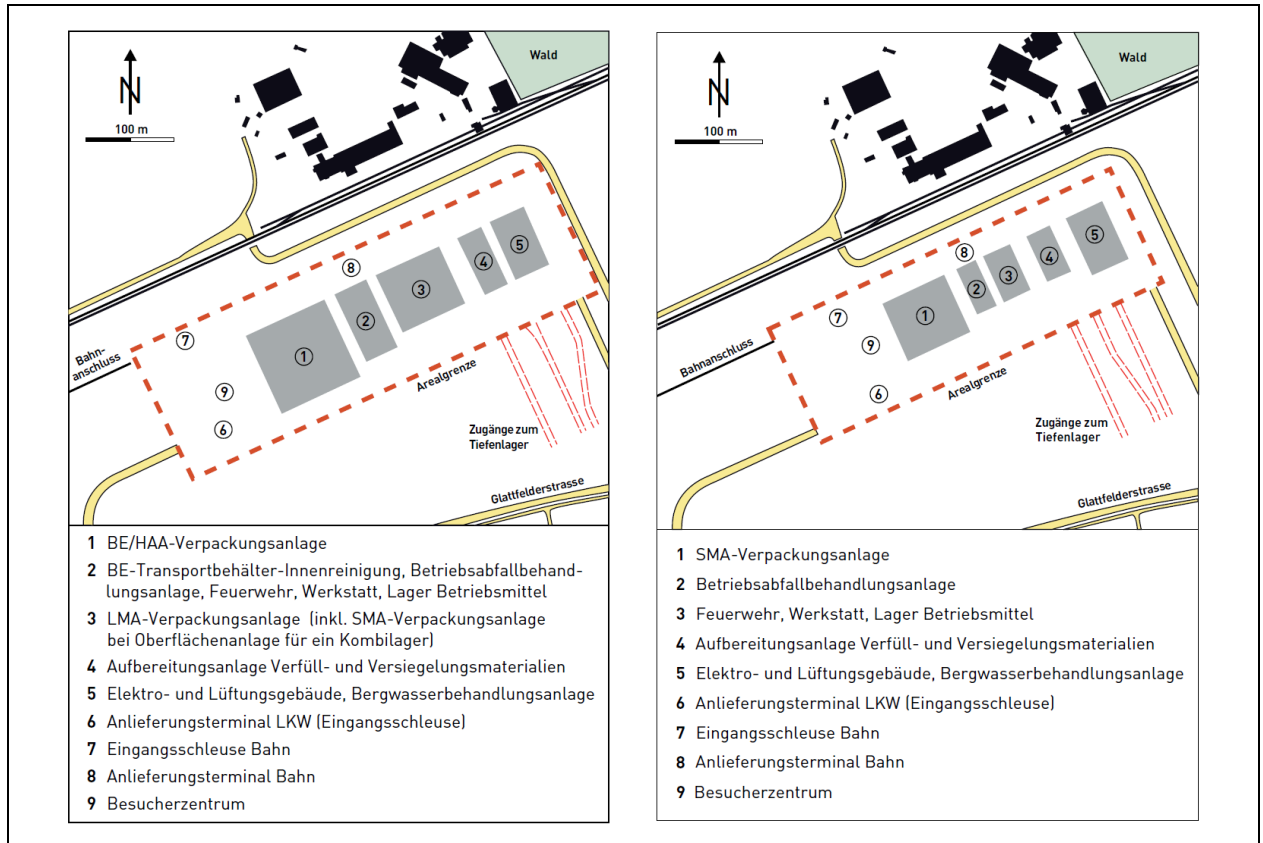 Wald
N
100 m
8
5
4
3
2
7
1
Bahn-
anschluss
9
6
Arealgrenze
Zugänge zum
Tiefenlager
Glattfelderstrasse
1 BE/HAA-Verpackungsanlage
2 BE-Transportbehälter-Innenreinigung, Betriebsabfallbehand-
lungsanlage, Feuerwehr, Werkstatt, Lager Betriebsmittel
3 LMA-Verpackungsanlage (inkl. SMA-Verpackungsanlage
bei Oberflächenanlage für ein Kombilager)
4 Aufbereitungsanlage Verfüll- und Versiegelungsmaterialien
5 Elektro- und Lüftungsgebäude, Bergwasserbehandlungsanlage
6 Anlieferungsterminal LKW (Eingangsschleuse)
7 Eingangsschleuse Bahn
8 Anlieferungsterminal Bahn
9 Besucherzentrum
Wald
N
100 m
5
8
4
3
2
7
1
9
Bahnanschluss
6
Arealgrenze
Zugänge zum
Tiefenlager
Glattfelderstrasse
1 SMA-Verpackungsanlage
2 Betriebsabfallbehandlungsanlage
3 Feuerwehr, Werkstatt, Lager Betriebsmittel
4 Aufbereitungsanlage Verfüll- und Versiegelungsmaterialien
5 Elektro- und Lüftungsgebäude, Bergwasserbehandlungsanlage
6 Anlieferungsterminal LKW (Eingangsschleuse)
7 Eingangsschleuse Bahn
8 Anlieferungsterminal Bahn
9 Besucherzentrum